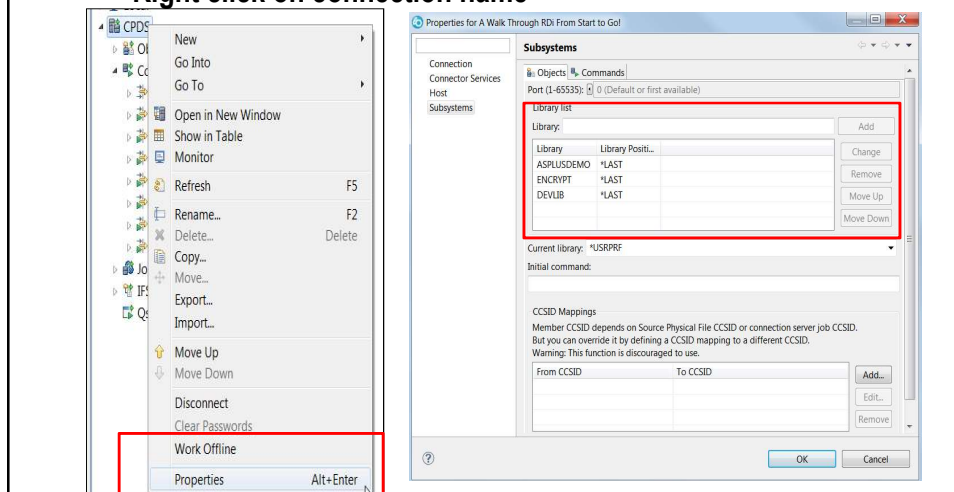 Right click on connection name
CPDS
New
Go Into
Go To
Open in New Window
Show in Table
Monitor
Refresh F5
Rename... F2
Delete... Delete
Copy...
Move...
Export...
Import...
Move Up
Move Down
Disconnect
Clear Passwords
Work Offline
Properties Alt+Enter
Properties for A Walk Through RDi From Start to Go!
Connection
Connector Services
Host
Subsystems
Subsystems
Objects Commands
Port (1-65535): 0 (Default or first available)
Library list
Library: Add
Library Library Positi...
ASPLUSDEMO *LAST
ENCRYPT *LAST
DEVLIB *LAST
Change
Remove
Move Up
Move Down
Current library: *USRPRF
Initial command:
CCSID Mappings
Member CCSID depends on Source Physical File CCSID or connection server job CCSID.
But you can override it by defining a CCSID mapping to a different CCSID.
Warning: This function is discouraged to use.
From CCSID To CCSID
Add...
Edit...
Remove
OK Cancel